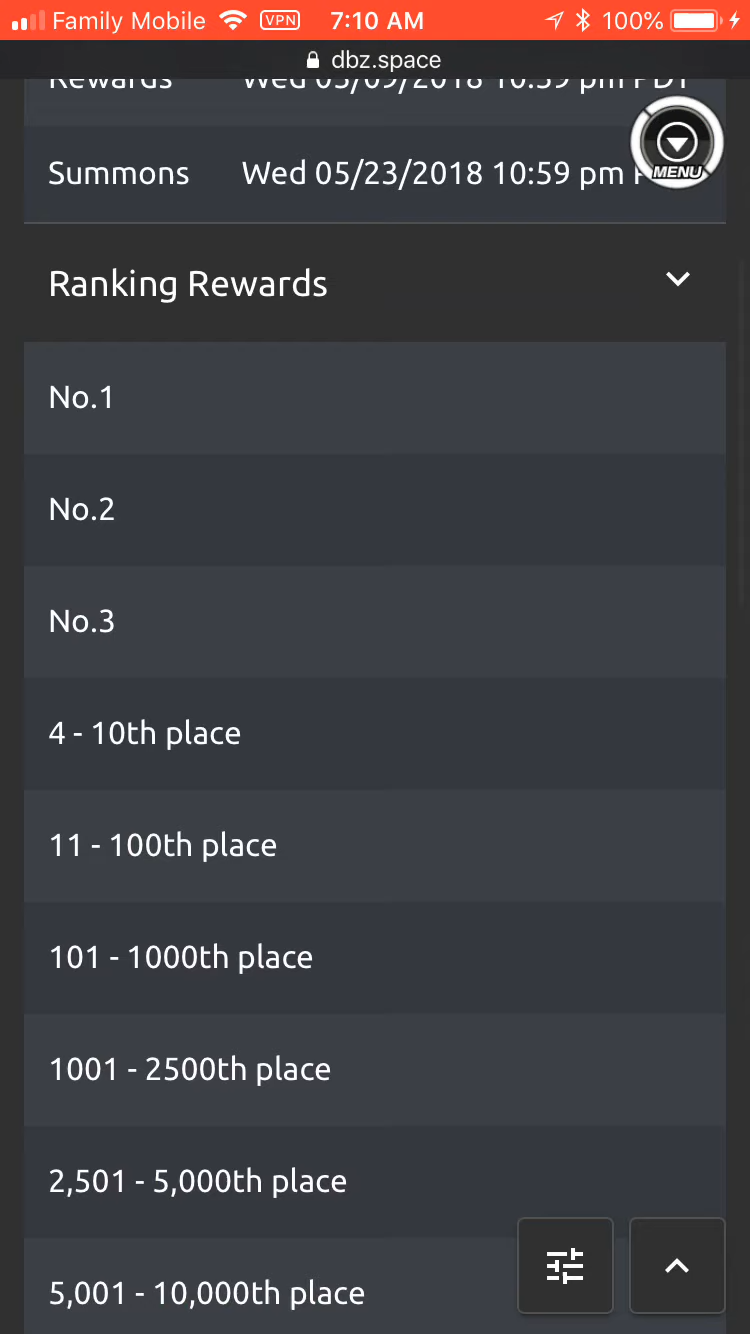 Family Mobile VPN 7:10 AM 100%
dbz.space
Rewards
Summons Wed 05/23/2018 10:59 pm
MENU
Ranking Rewards
No.1
No.2
No.3
4 - 10th place
11 - 100th place
101 - 1000th place
1001 - 2500th place
2,501 - 5,000th place
5,001 - 10,000th place